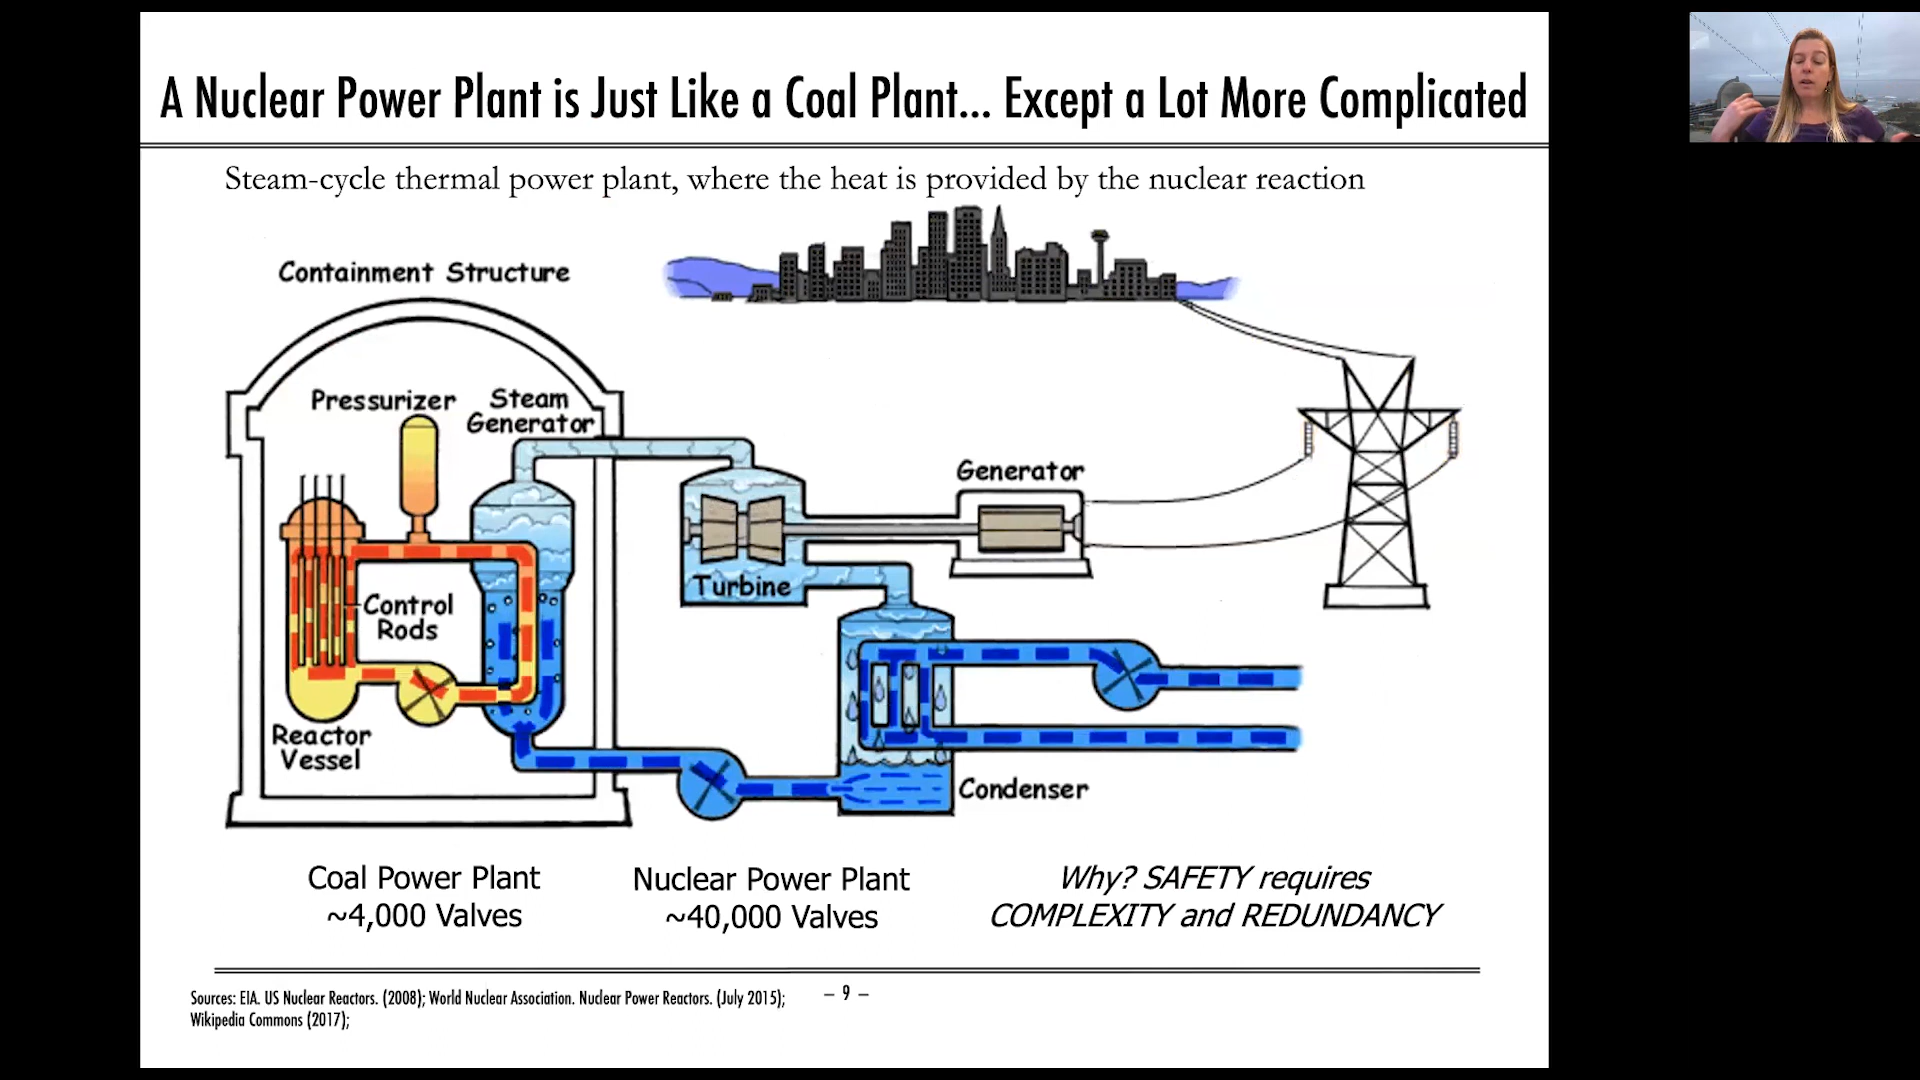 A Nuclear Power Plant is Just Like a Coal Plant... Except a Lot More Complicated
Steam-cycle thermal power plant, where the heat is provided by the nuclear reaction
Containment Structure
Pressurizer
Steam
Generator
Generator
Turbine
Control
Rods
Reactor
Vessel
Condenser
Coal Power Plant
~4,000 Valves
Nuclear Power Plant
~40,000 Valves
Why? SAFETY requires
COMPLEXITY and REDUNDANCY
Sources: EIA. US Nuclear Reactors. (2008); World Nuclear Association. Nuclear Power Reactors. (July 2015);
Wikipedia Commons (2017);
– 9 –